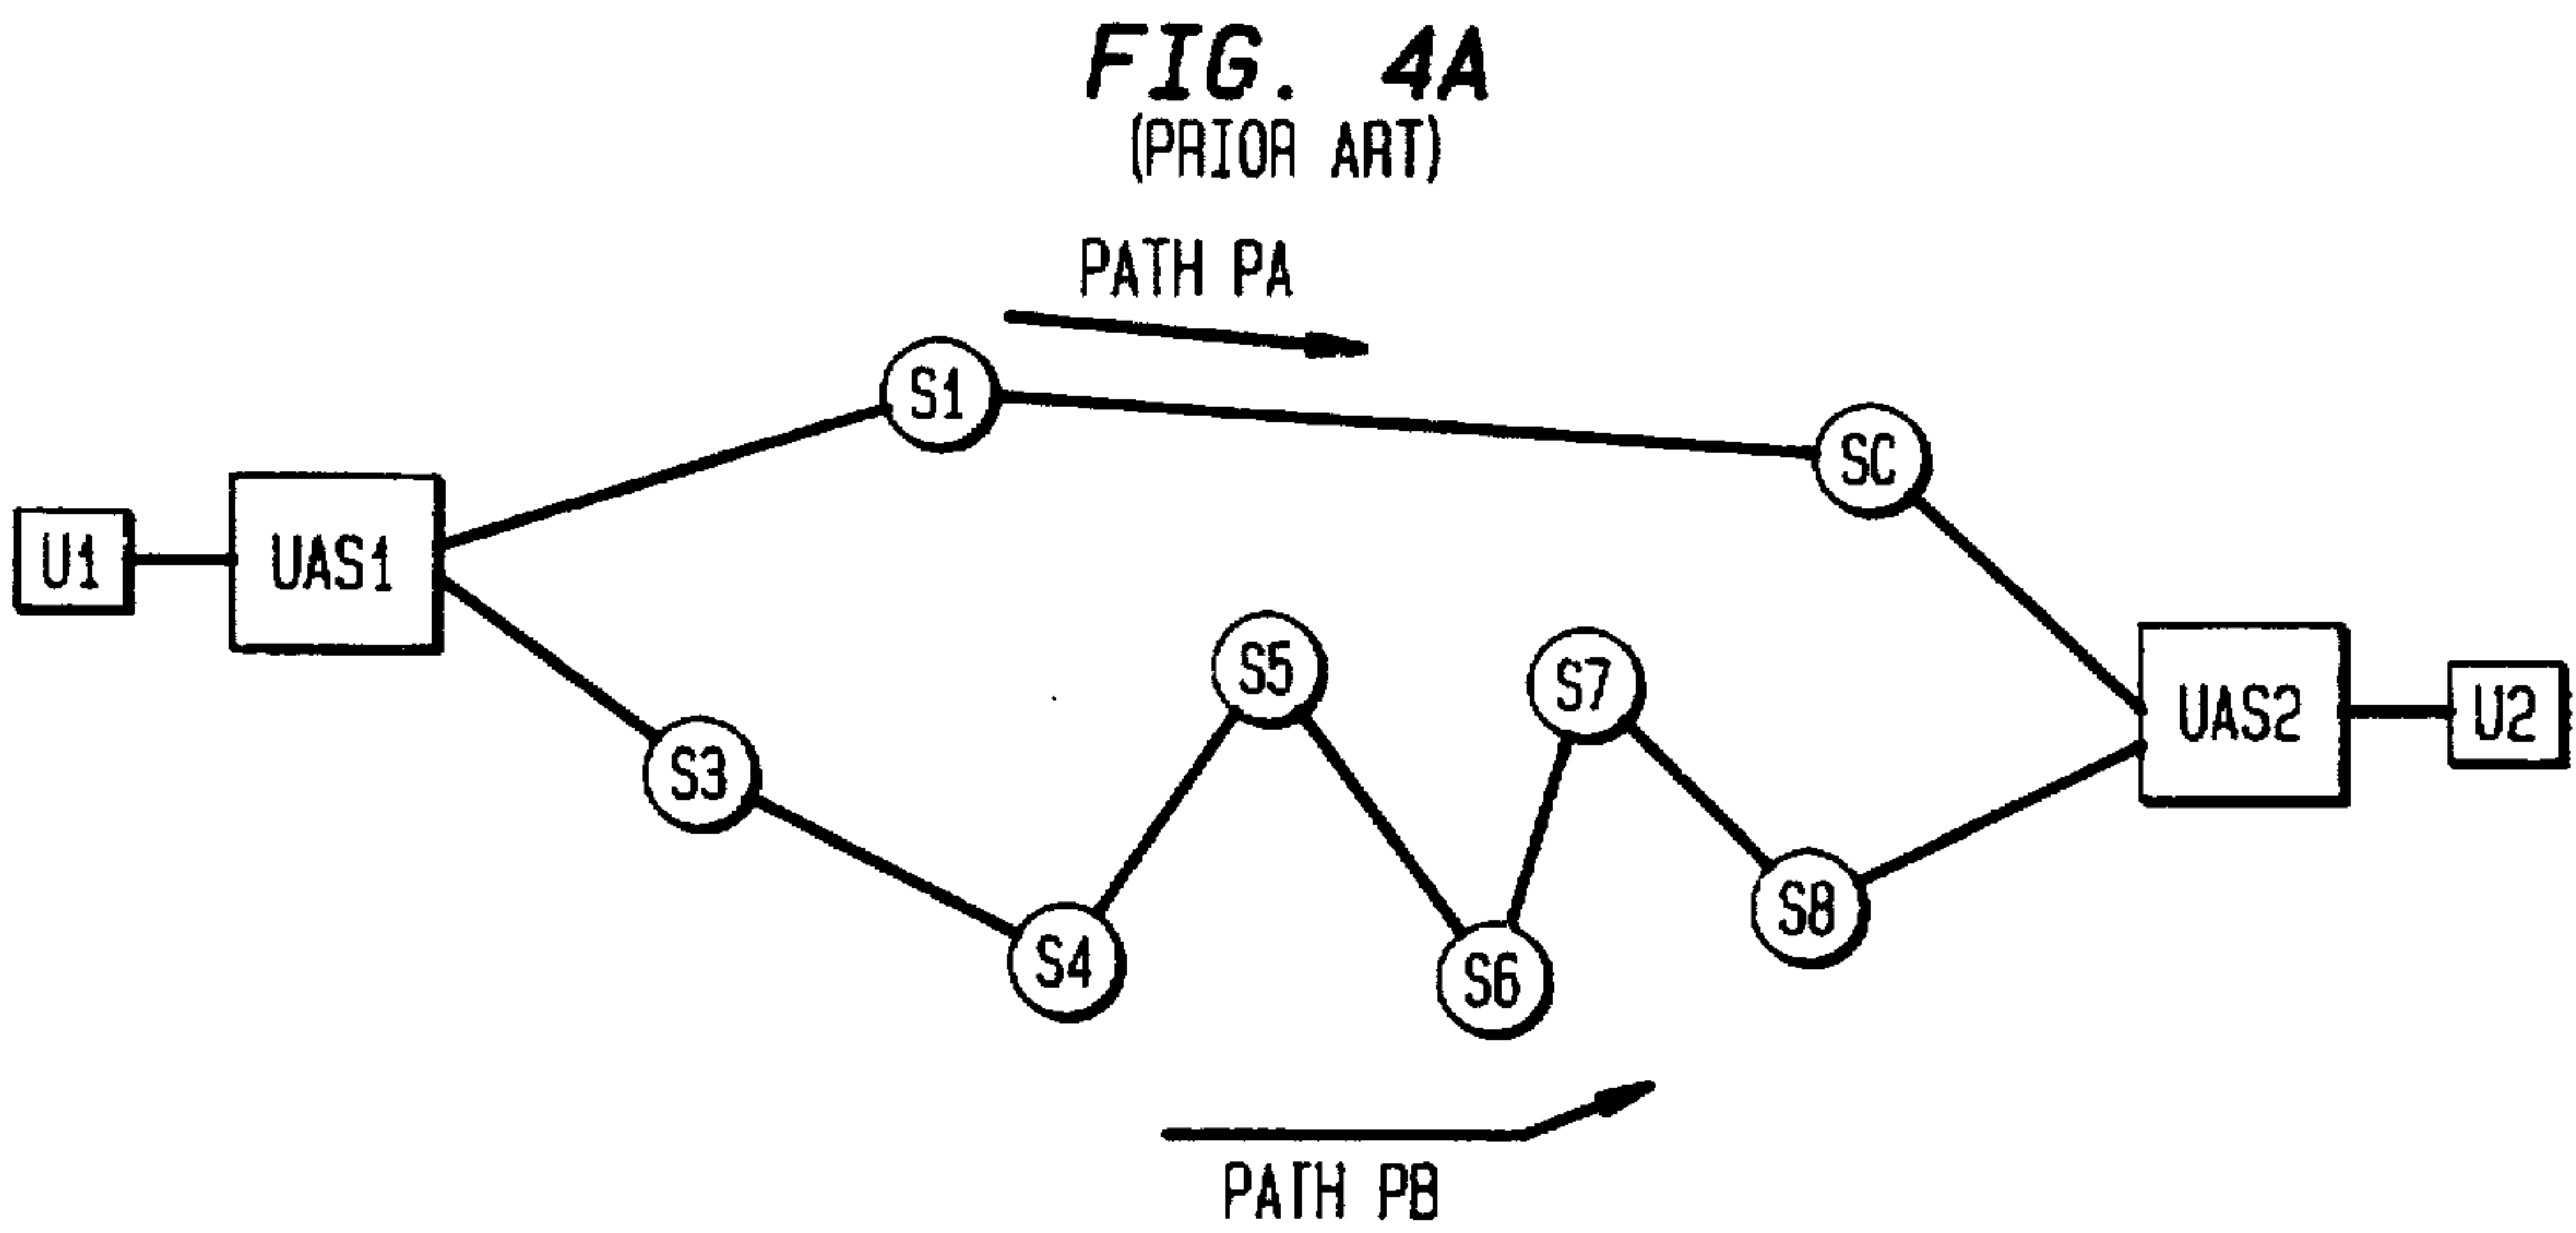 FIG. 4A
(PRIOR ART)
PATH PA
S1
SC
U1
UAS1
S5
S7
UAS2
U2
S3
S8
S4
S6
PATH PB